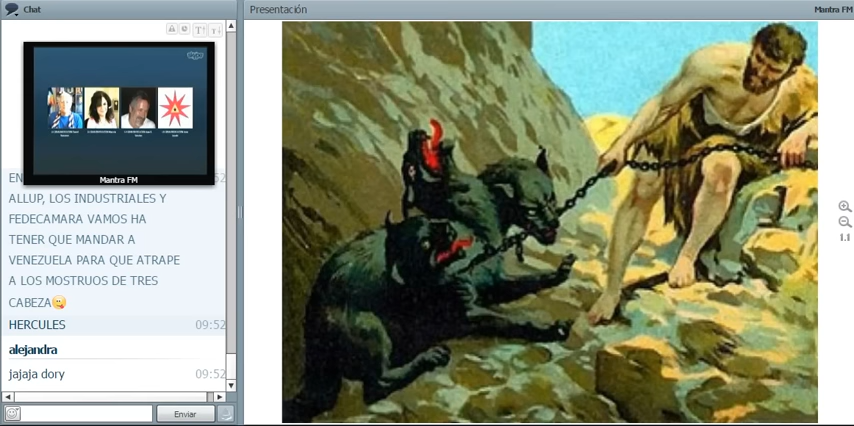 Chat
Presentación
Mantra FM
skype
Mantra FM
52
EN
ALLUP, LOS INDUSTRIALES Y
FEDECAMARA VAMOS HA
TENER QUE MANDAR A
VENEZUELA PARA QUE ATRAPE
A LOS MOSTRUOS DE TRES
CABEZA
HERCULES 09:52
alejandra
jajaja dory 09:52
Enviar
1:1